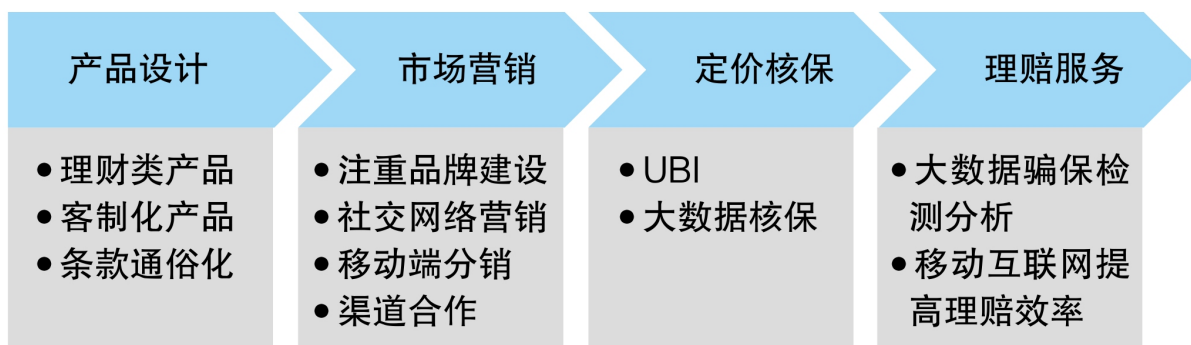 产品设计
• 理财类产品
• 客制化产品
• 条款通俗化
市场营销
• 注重品牌建设
• 社交网络营销
• 移动端分销
• 渠道合作
定价核保
• UBI
• 大数据核保
理赔服务
• 大数据骗保检
测分析
• 移动互联网提
高理赔效率